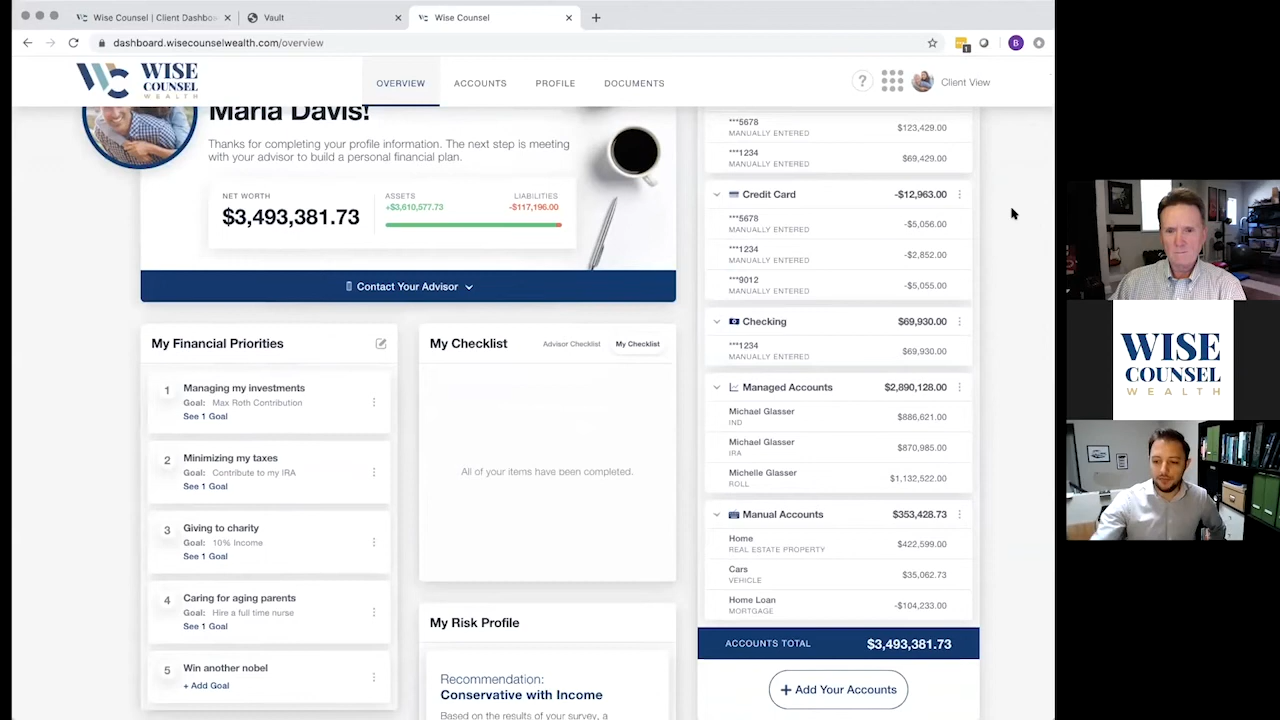 Wise Counsel | Client Dashbo
Vault
Wise Counsel
dashboard.wisecounselwealth.com/overview
1
B
WC WISE
COUNSEL
WEALTH
OVERVIEW
ACCOUNTS
PROFILE
DOCUMENTS
?
Client View
Maria Davis!
Thanks for completing your profile information. The next step is meeting
with your advisor to build a personal financial plan.
NET WORTH
$3,493,381.73
ASSETS
+$3,610,577.73
LIABILITIES
-$117,196.00
Contact Your Advisor
My Financial Priorities
1
Managing my investments
Goal: Max Roth Contribution
See 1 Goal
2
Minimizing my taxes
Goal: Contribute to my IRA
See 1 Goal
3
Giving to charity
Goal: 10% Income
See 1 Goal
4
Caring for aging parents
Goal: Hire a full time nurse
See 1 Goal
5
Win another nobel
+ Add Goal
My Checklist
Advisor Checklist
My Checklist
All of your items have been completed.
My Risk Profile
Recommendation:
Conservative with Income
Based on the results of your survey, a
***5678
MANUALLY ENTERED
$123,429.00
***1234
MANUALLY ENTERED
$69,429.00
Credit Card
-$12,963.00
***5678
MANUALLY ENTERED
-$5,056.00
***1234
MANUALLY ENTERED
-$2,852.00
***9012
MANUALLY ENTERED
-$5,055.00
Checking
$69,930.00
***1234
MANUALLY ENTERED
$69,930.00
Managed Accounts
$2,890,128.00
Michael Glasser
IND
$886,621.00
Michael Glasser
IRA
$870,985.00
Michelle Glasser
ROLL
$1,132,522.00
Manual Accounts
$353,428.73
Home
REAL ESTATE PROPERTY
$422,599.00
Cars
VEHICLE
$35,062.73
Home Loan
MORTGAGE
-$104,233.00
ACCOUNTS TOTAL
$3,493,381.73
+ Add Your Accounts
WISE
COUNSEL
WEALTH